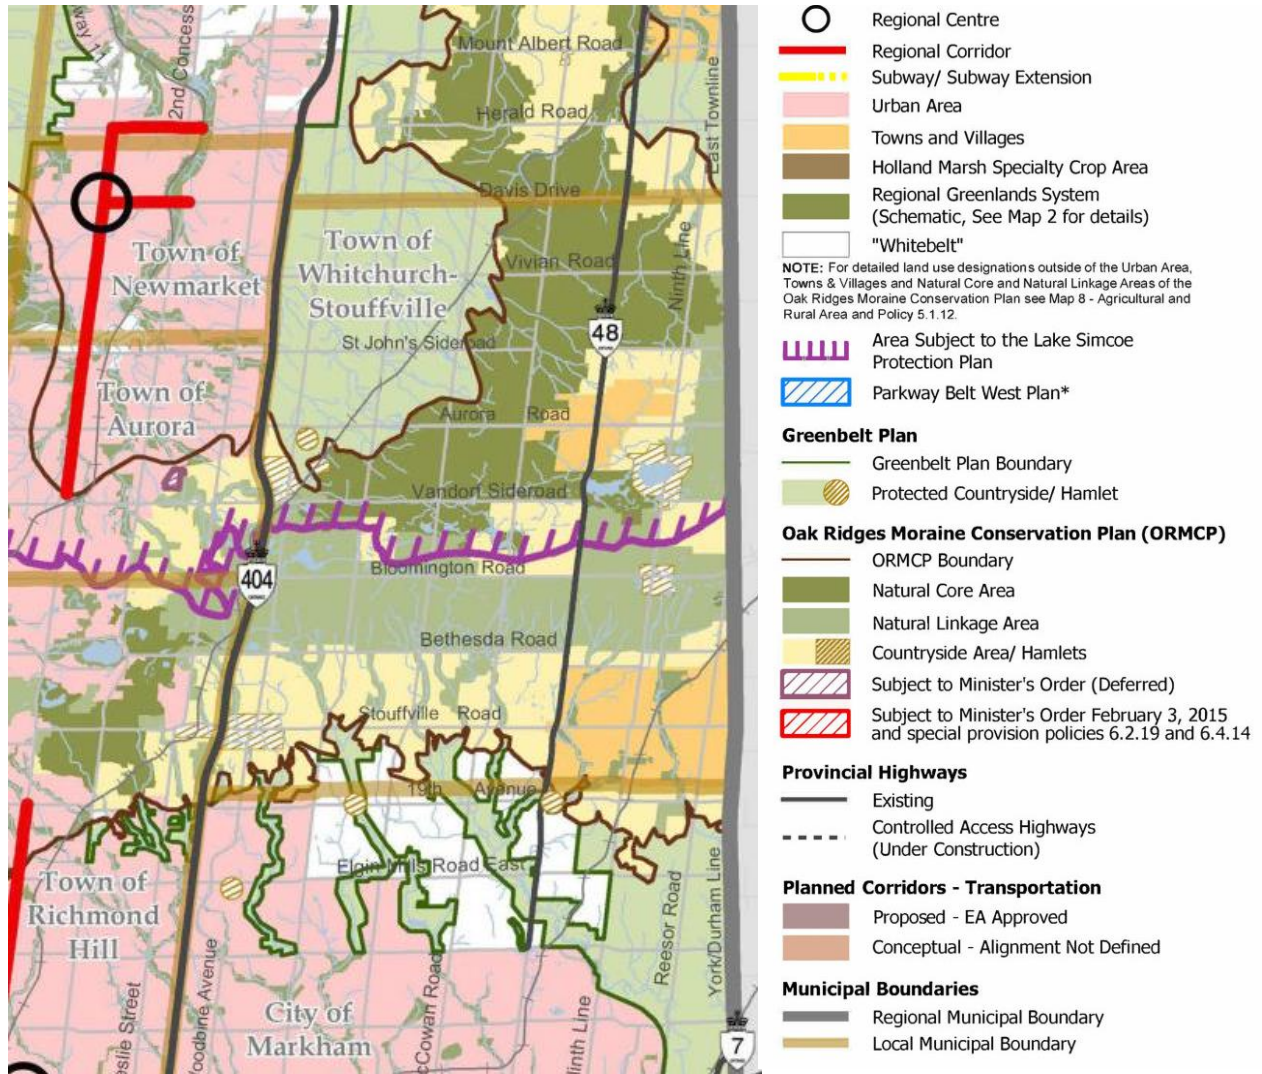 way 11
2nd Concess
Mount Albert Road
Herald Road
East Townline
Davis Drive
Town of
Newmarket
Town of
Whitchurch-
Stouffville
Vivian Road
Ninth Line
48
St John's Sideroad
Town of
Aurora
Aurora Road
Vandorf Sideroad
Bloomington Road
404
Bethesda Road
Stouffville Road
19th Avenue
Elgin Mills Road East
Town of
Richmond
Hill
Reesor Road
York/Durham Line
eslie Street
oodbine Avenue
City of
Markham
cCowan Road
linth Line
7
Regional Centre
Regional Corridor
Subway/ Subway Extension
Urban Area
Towns and Villages
Holland Marsh Specialty Crop Area
Regional Greenlands System
(Schematic, See Map 2 for details)
"Whitebelt"
NOTE: For detailed land use designations outside of the Urban Area,
Towns & Villages and Natural Core and Natural Linkage Areas of the
Oak Ridges Moraine Conservation Plan see Map 8 - Agricultural and
Rural Area and Policy 5.1.12.
Area Subject to the Lake Simcoe
Protection Plan
Parkway Belt West Plan*
Greenbelt Plan
Greenbelt Plan Boundary
Protected Countryside/ Hamlet
Oak Ridges Moraine Conservation Plan (ORMCP)
ORMCP Boundary
Natural Core Area
Natural Linkage Area
Countryside Area/ Hamlets
Subject to Minister's Order (Deferred)
Subject to Minister's Order February 3, 2015
and special provision policies 6.2.19 and 6.4.14
Provincial Highways
Existing
Controlled Access Highways
(Under Construction)
Planned Corridors - Transportation
Proposed - EA Approved
Conceptual - Alignment Not Defined
Municipal Boundaries
Regional Municipal Boundary
Local Municipal Boundary